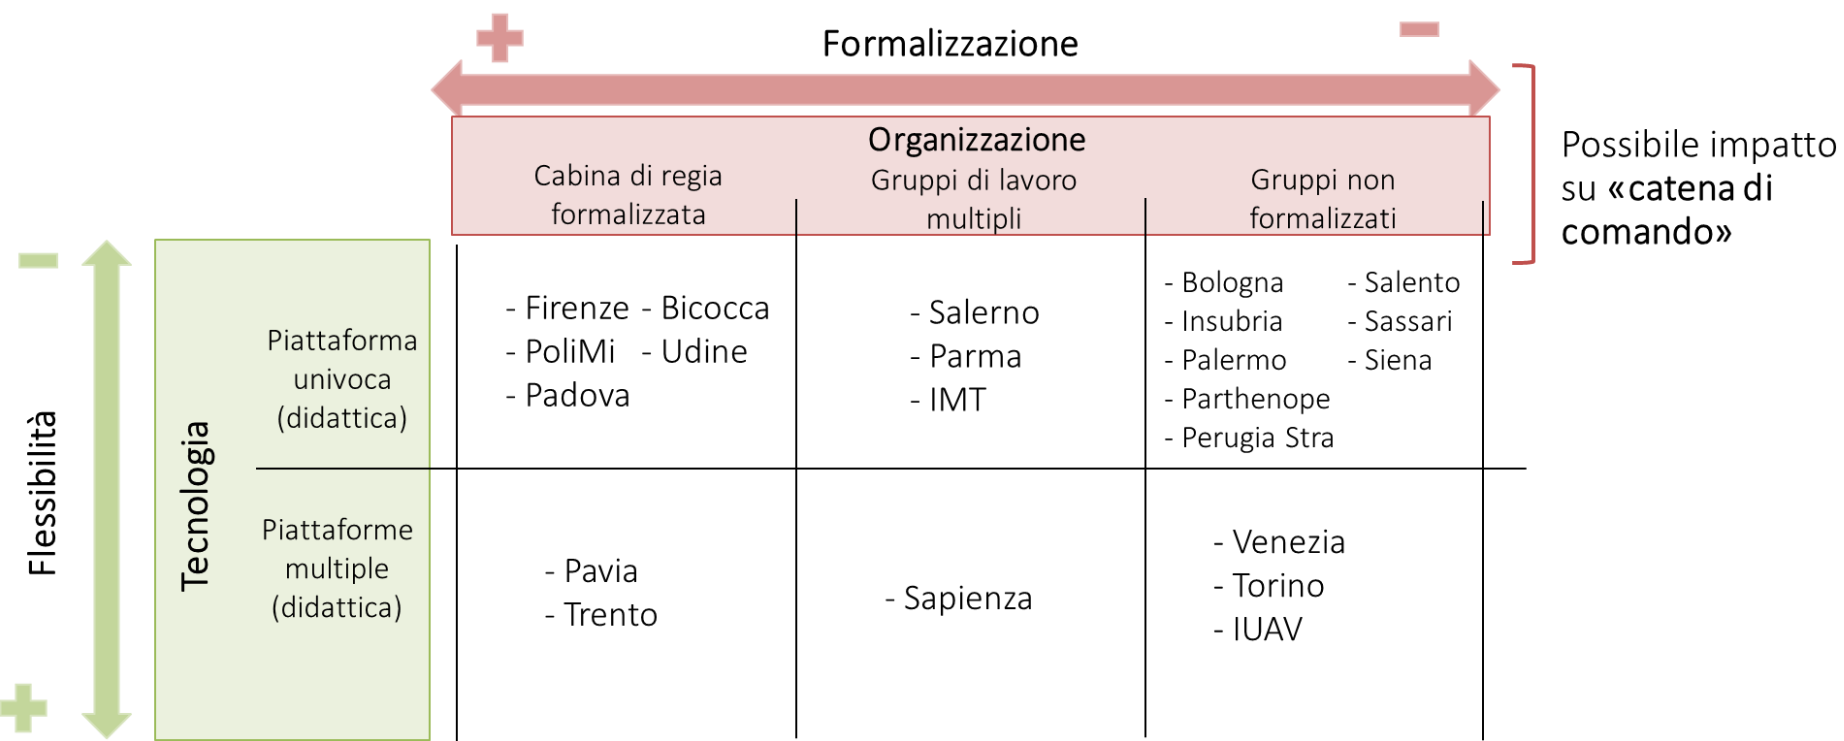 Formalizzazione
Organizzazione
Cabina di regia
formalizzata
Gruppi di lavoro
multipli
Gruppi non
formalizzati
Possibile impatto
su «catena di
comando»
Flessibilità
Tecnologia
Piattaforma
univoca
(didattica)
- Firenze - Bicocca
- PoliMi - Udine
- Padova
- Salerno
- Parma
- IMT
- Bologna - Salento
- Insubria - Sassari
- Palermo - Siena
- Parthenope
- Perugia Stra
Piattaforme
multiple
(didattica)
- Pavia
- Trento
- Sapienza
- Venezia
- Torino
- IUAV